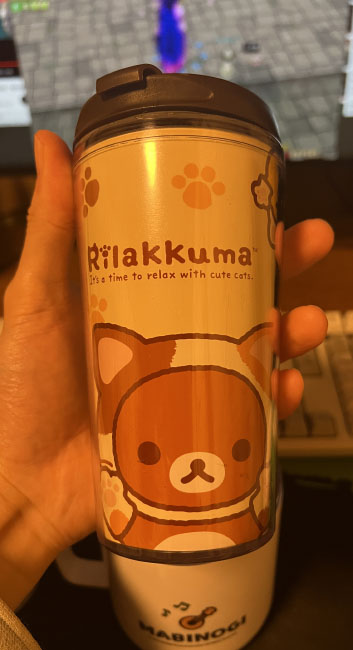 Rilakkuma™
It's a time to relax with cute cats.
MABINOGI